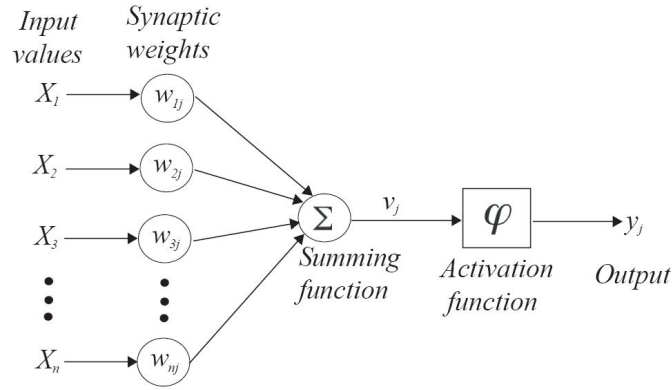 Input
values
Synaptic
weights
X1
w1j
X2
w2j
X3
w3j
Xn
wnj
Σ
Summing
function
vj
φ
Activation
function
yj
Output